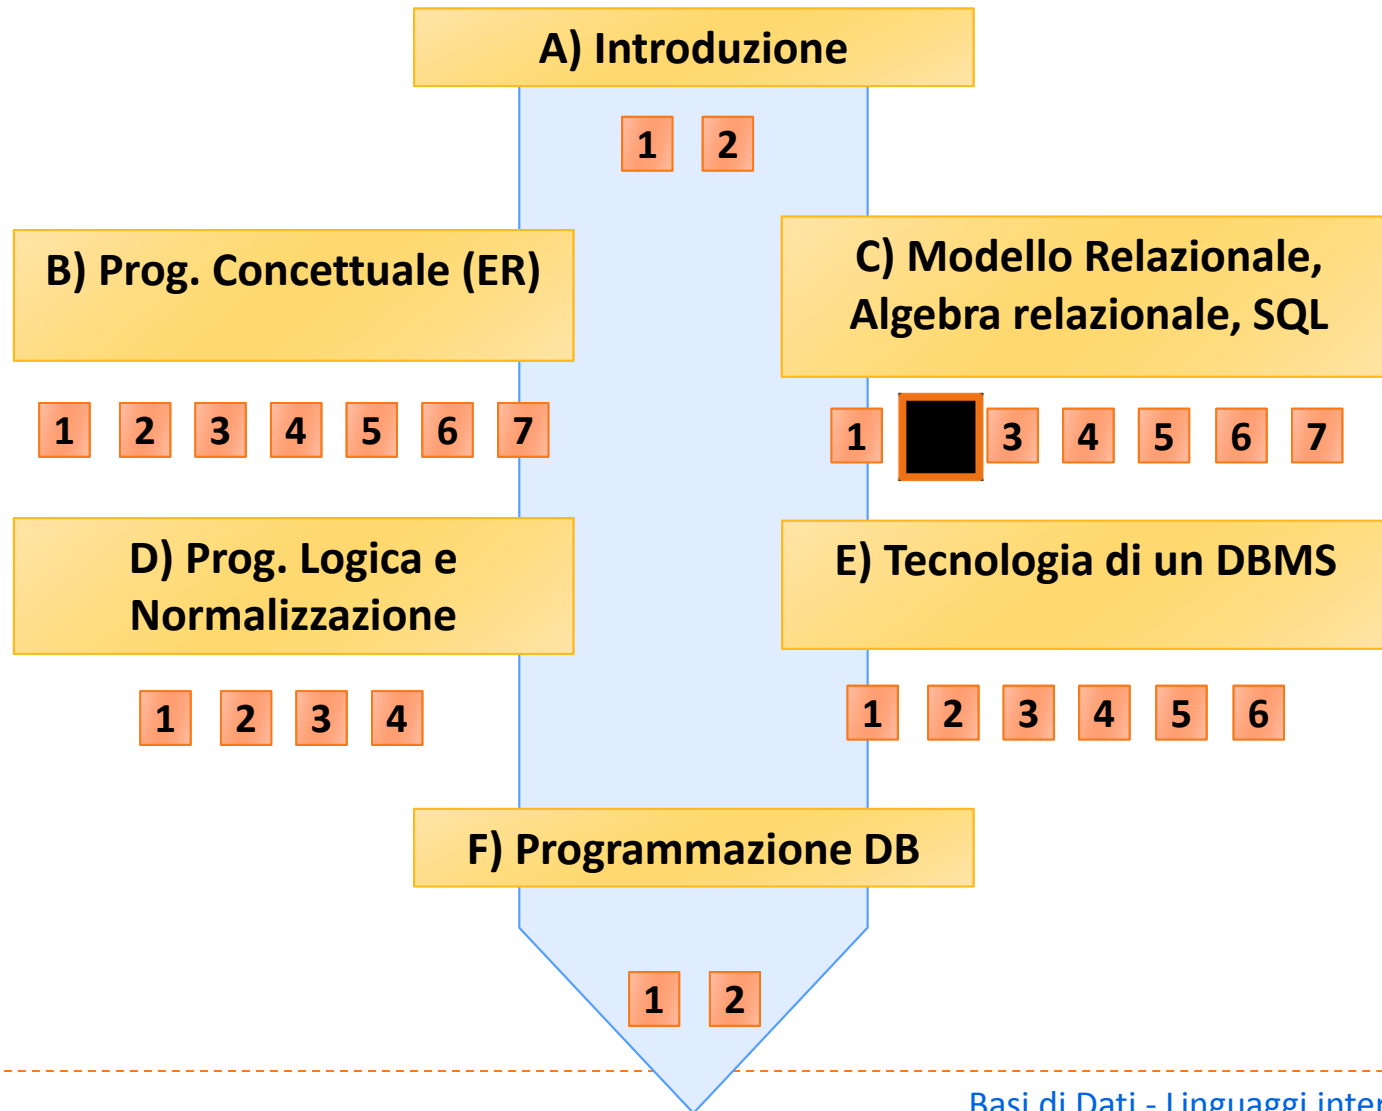 A) Introduzione
1 2
B) Prog. Concettuale (ER)
C) Modello Relazionale,
Algebra relazionale, SQL
1 2 3 4 5 6 7
1 3 4 5 6 7
D) Prog. Logica e
Normalizzazione
E) Tecnologia di un DBMS
1 2 3 4
1 2 3 4 5 6
F) Programmazione DB
1 2
Basi di Dati - Linguaggi inter